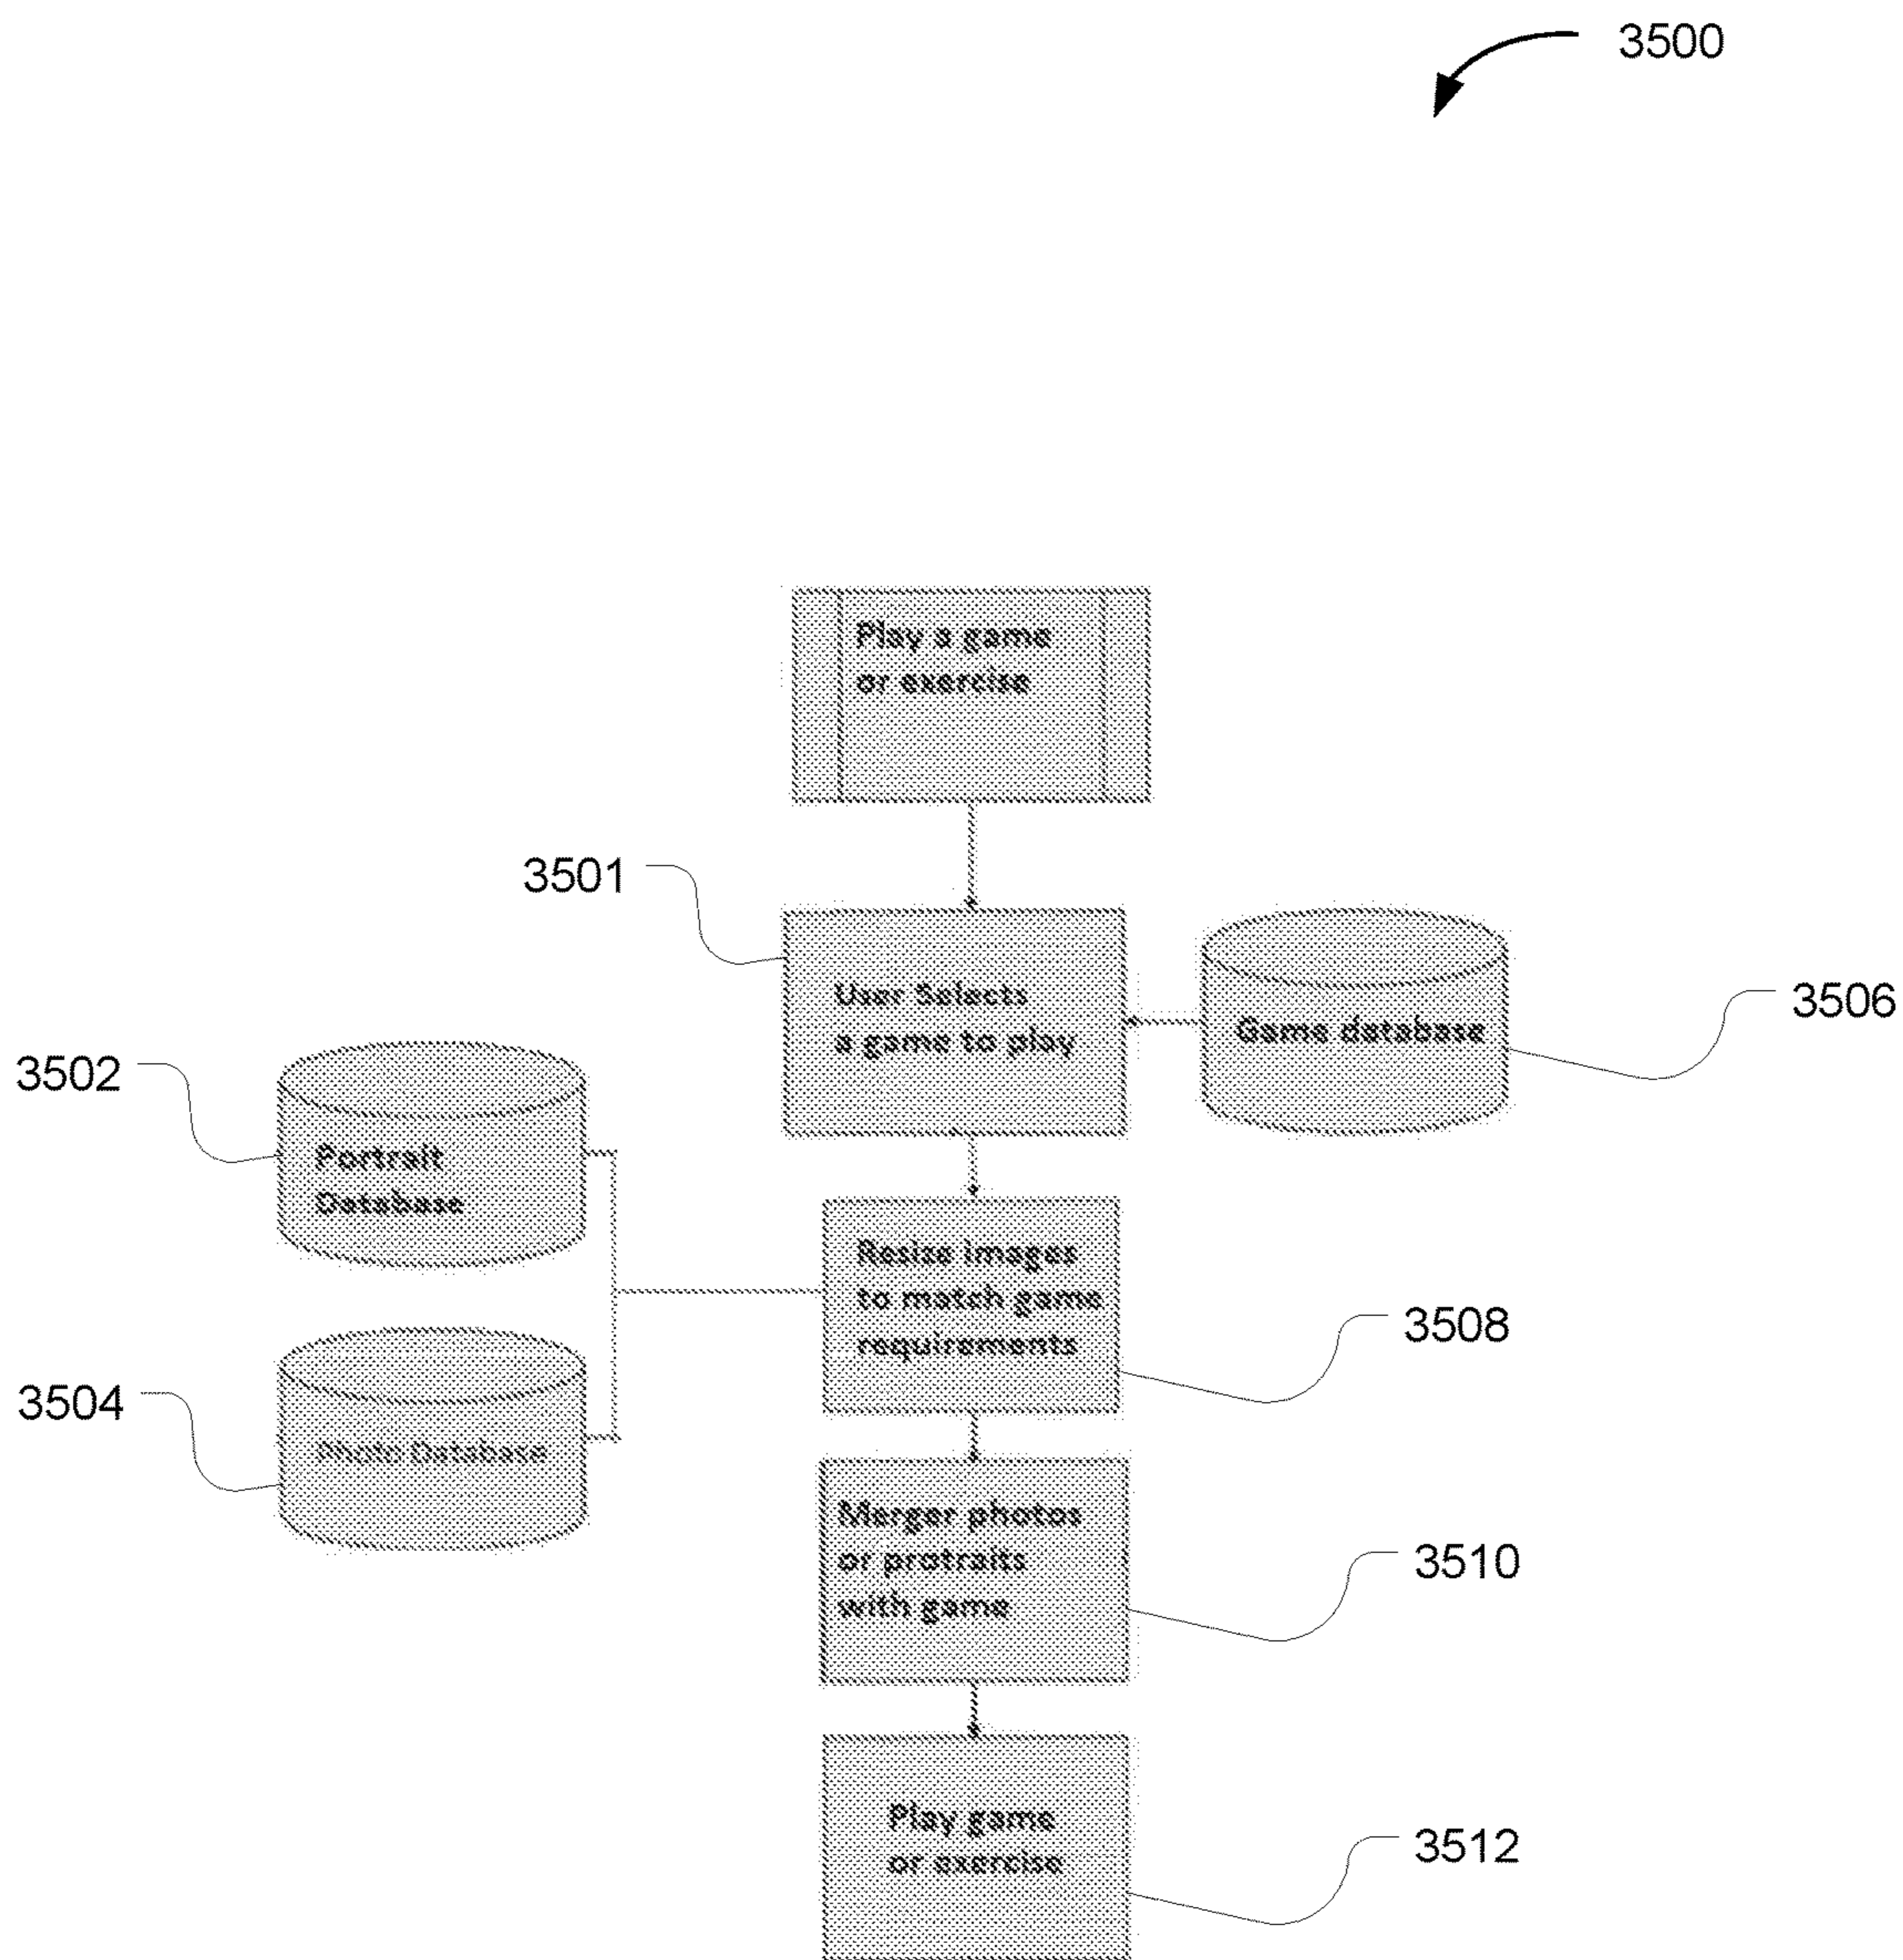 3500
Play a game
or exercise
3501
User Selects
a game to play
Game database
3506
3502
Portrait
Database
Resise images
to match game
requirements
3508
3504
Photo Database
Merger photos
or protraits
with game
3510
Play game
or exercise
3512